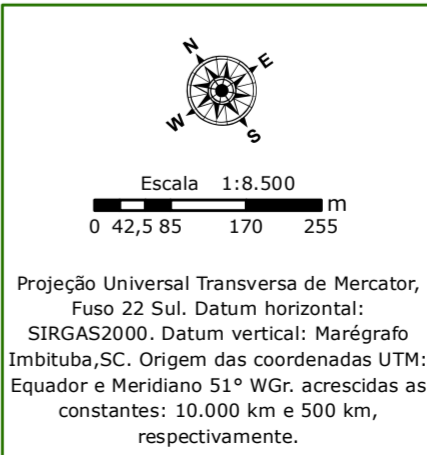 N
E
W
S
Escala 1:8.500
m
0 42,5 85 170 255
Projeção Universal Transversa de Mercator,
Fuso 22 Sul. Datum horizontal:
SIRGAS2000. Datum vertical: Marégrafo
Imbituba,SC. Origem das coordenadas UTM:
Equador e Meridiano 51° WGr. acrescidas as
constantes: 10.000 km e 500 km,
respectivamente.